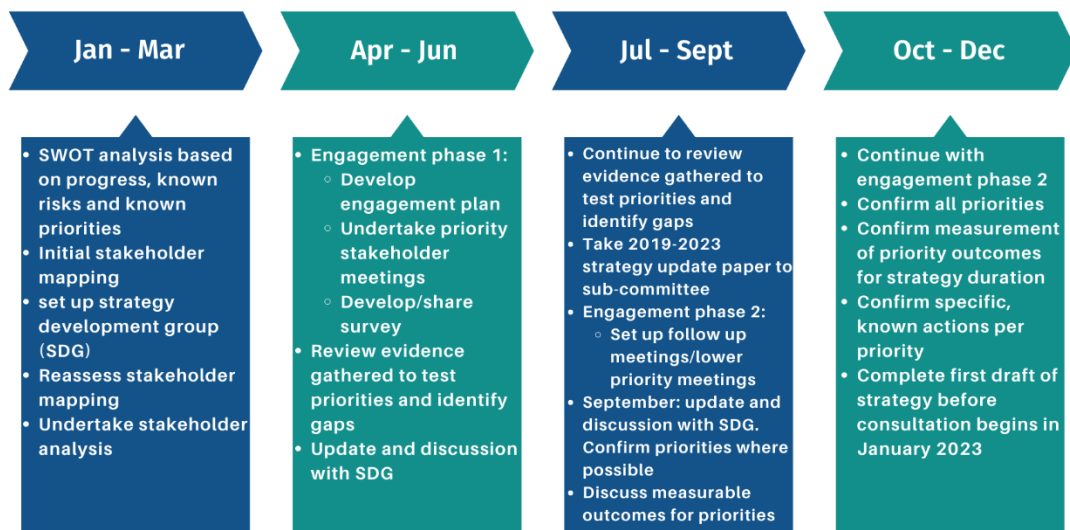 Jan - Mar
• SWOT analysis based
on progress, known
risks and known
priorities
• Initial stakeholder
mapping
• set up strategy
development group
(SDG)
• Reassess stakeholder
mapping
• Undertake stakeholder
analysis
Apr - Jun
• Engagement phase 1:
◦ Develop
engagement plan
◦ Undertake priority
stakeholder
meetings
◦ Develop/share
survey
• Review evidence
gathered to test
priorities and identify
gaps
• Update and discussion
with SDG
Jul - Sept
• Continue to review
evidence gathered to
test priorities and
identify gaps
• Take 2019-2023
strategy update paper to
sub-committee
• Engagement phase 2:
◦ Set up follow up
meetings/lower
priority meetings
• September: update and
discussion with SDG.
Confirm priorities where
possible
• Discuss measurable
outcomes for priorities
Oct - Dec
• Continue with
engagement phase 2
• Confirm all priorities
• Confirm measurement
of priority outcomes
for strategy duration
• Confirm specific,
known actions per
priority
• Complete first draft of
strategy before
consultation begins in
January 2023